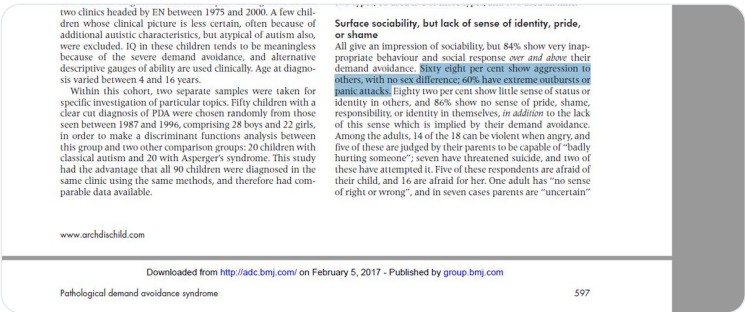 two clinics headed by EN between 1975 and 2000. A few chil-
dren whose clinical picture is less certain, often because of
additional autistic characteristics, but atypical of autism also,
were excluded. IQ in these children tends to be meaningless
because of the severe demand avoidance, and alternative
descriptive gauges of ability are used clinically. Age at diagno-
sis varied between 4 and 16 years.
Within this cohort, two separate samples were taken for
specific investigation of particular topics. Fifty children with a
clear cut diagnosis of PDA were chosen randomly from those
seen between 1987 and 1996, comprising 28 boys and 22 girls,
in order to make a discriminant functions analysis between
this group and two other comparison groups: 20 children with
classical autism and 20 with Asperger's syndrome. This study
had the advantage that all 90 children were diagnosed in the
same clinic using the same methods, and therefore had com-
parable data available.
Surface sociability, but lack of sense of identity, pride,
or shame
All give an impression of sociability, but 84% show very inap-
propriate behaviour and social response over and above their
demand avoidance. Sixty eight per cent show aggression to
others, with no sex difference; 60% have extreme outbursts or
panic attacks. Eighty two per cent show little sense of status or
identity in others, and 86% show no sense of pride, shame,
responsibility, or identity in themselves, in addition to the lack
of this sense which is implied by their demand avoidance.
Among the adults, 14 of the 18 can be violent when angry, and
five of these are judged by their parents to be capable of "badly
hurting someone"; seven have threatened suicide, and two of
these have attempted it. Five of these respondents are afraid of
their child, and 16 are afraid for her. One adult has "no sense
of right or wrong", and in seven cases parents are "uncertain"
www.archdischild.com
Downloaded from http://adc.bmj.com/ on February 5, 2017 - Published by group.bmj.com
Pathological demand avoidance syndrome
597